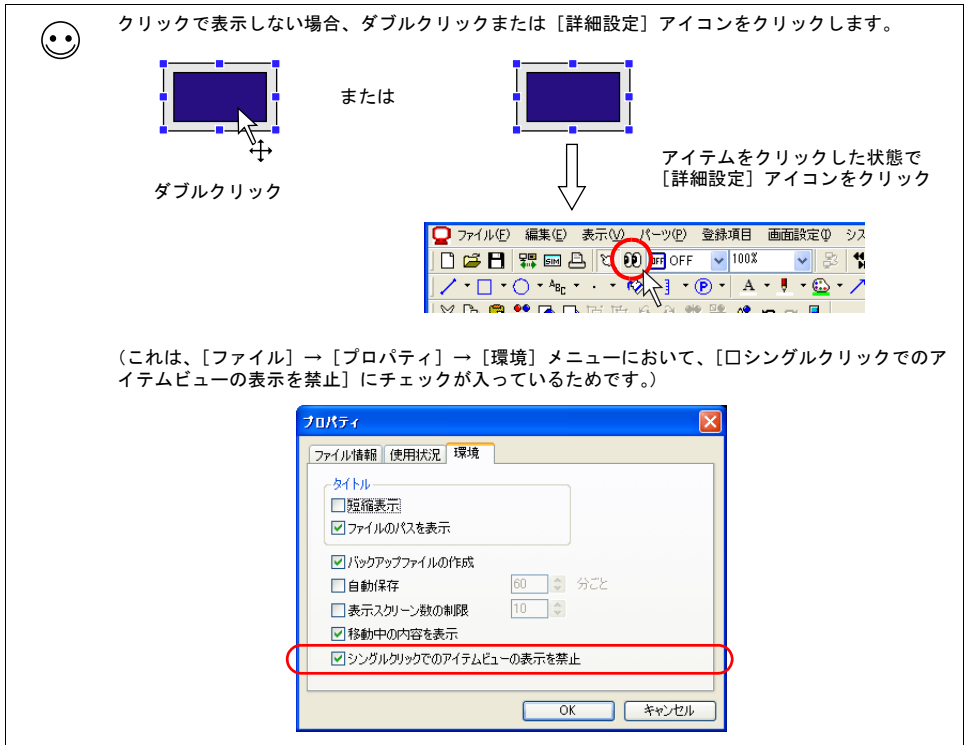 クリックで表示しない場合、ダブルクリックまたは［詳細設定］アイコンをクリックします。
または
アイテムをクリックした状態で
［詳細設定］アイコンをクリック
ダブルクリック
ファイル(F) 編集(E) 表示(V) パーツ(P) 登録項目 画面設定(I) シス
SIM OFF OFF 100%
ABC P A
（これは、［ファイル］→［プロパティ］→［環境］メニューにおいて、［□シングルクリックでのア
イテムビューの表示を禁止］にチェックが入っているためです。）
プロパティ
ファイル情報 使用状況 環境
タイトル
短縮表示
ファイルのパスを表示
バックアップファイルの作成
自動保存 60 分ごと
表示スクリーン数の制限 10
移動中の内容を表示
シングルクリックでのアイテムビューの表示を禁止
OK キャンセル